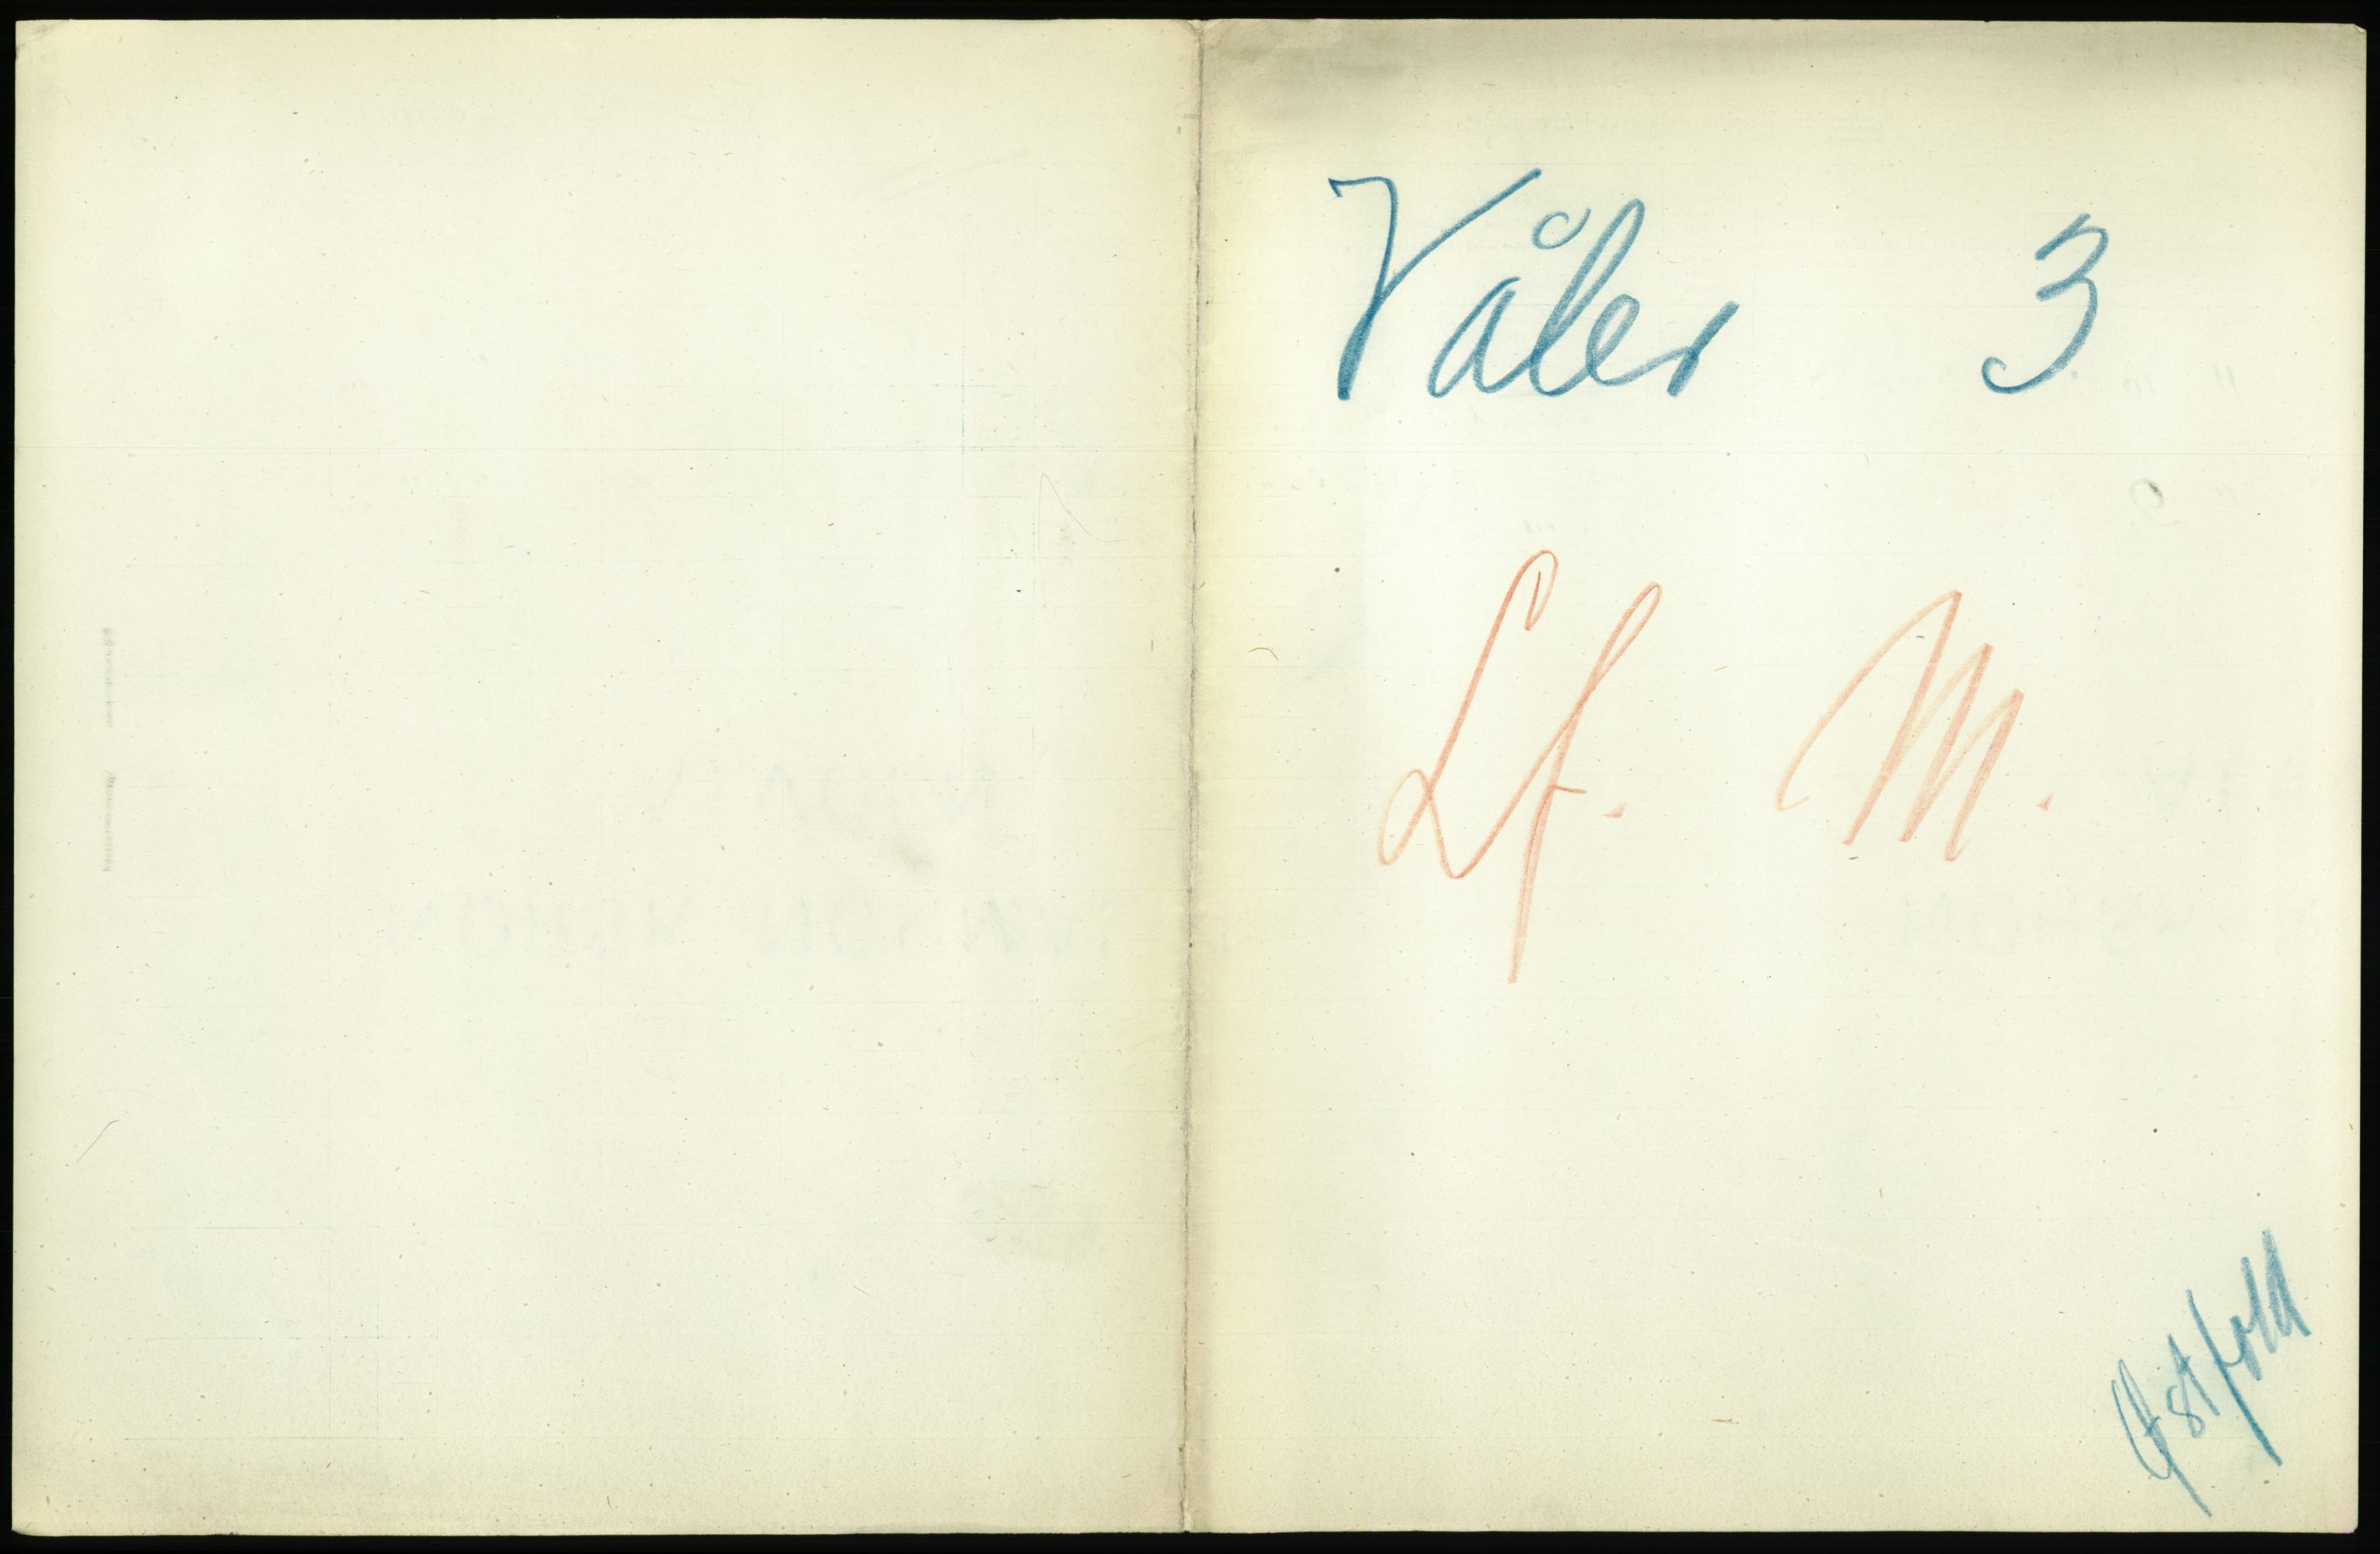 Våler 3
Lf. M.
Østfold